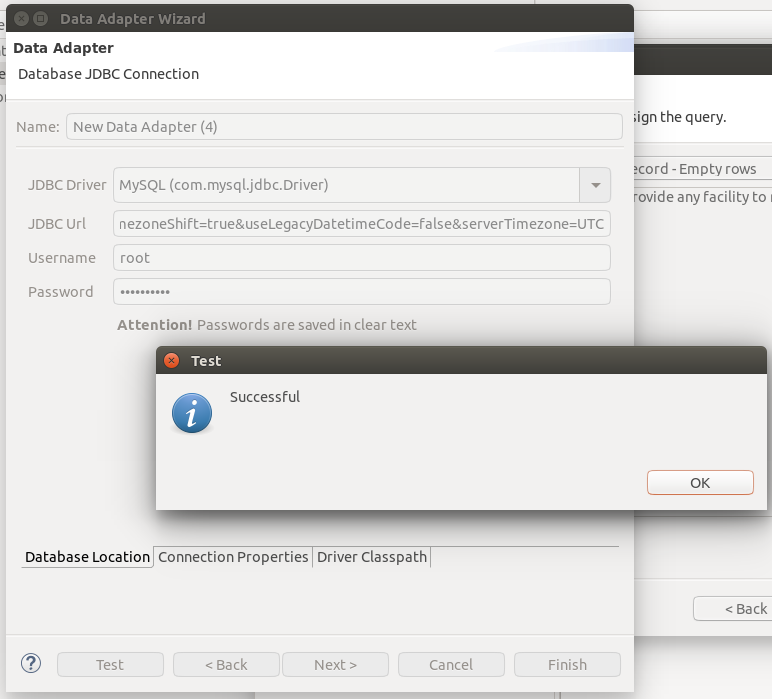 Data Adapter Wizard
Data Adapter
Database JDBC Connection
sign the query.
Name: New Data Adapter (4)
ecord - Empty rows
JDBC Driver MySQL (com.mysql.jdbc.Driver)
rovide any facility to
JDBC Url nezoneShift=true&useLegacyDatetimeCode=false&serverTimezone=UTC
Username root
Password ••••••••••
Attention! Passwords are saved in clear text
Test
Successful
OK
Database Location Connection Properties Driver Classpath
< Back
? Test < Back Next > Cancel Finish